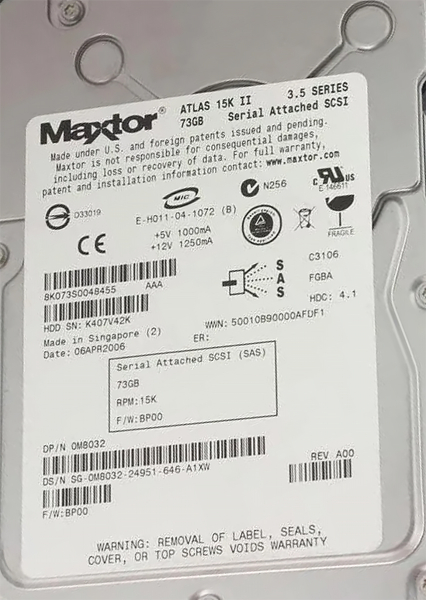 Maxtor® ATLAS 15K II 3.5 SERIES
73GB Serial Attached SCSI
Made under U.S. and foreign patents issued and pending.
Maxtor is not responsible for consequential damages,
including loss or recovery of data. For full warranty,
patent and installation information contact: www.maxtor.com
D33019
MIC
N256
c RU US
E 146611
E-H011-04-1072 (B)
+5V 1000mA
+12V 1250mA
CE
FRAGILE
8K073S0048455 AAA
S
A
S
C3106
FGBA
HDC: 4.1
HDD SN: K407V42K
WWN: 50010B90000AFDF1
Made in Singapore (2)
Date: 06APR2006
ER:
Serial Attached SCSI (SAS)
73GB
RPM:15K
F/W:BP00
DP/N 0M8032
DS/N SG-0M8032-24951-646-A1XW
REV A00
F/W:BP00
WARNING: REMOVAL OF LABEL, SEALS,
COVER, OR TOP SCREWS VOIDS WARRANTY